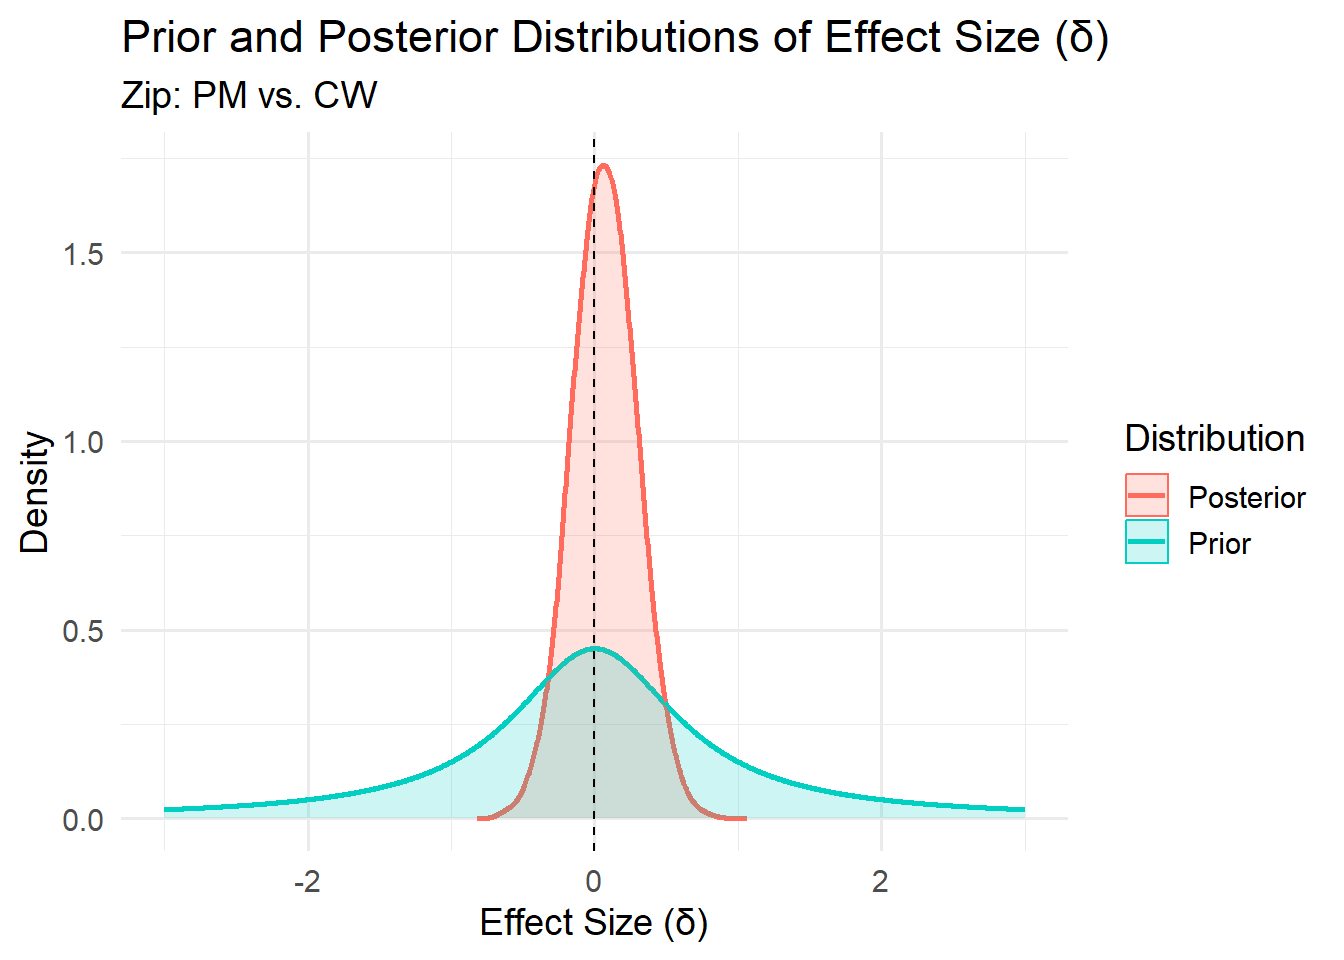 Prior and Posterior Distributions of Effect Size (δ)
Zip: PM vs. CW
1.5
1.0
0.5
0.0
Density
-2
0
2
Effect Size (δ)
Distribution
Posterior
Prior